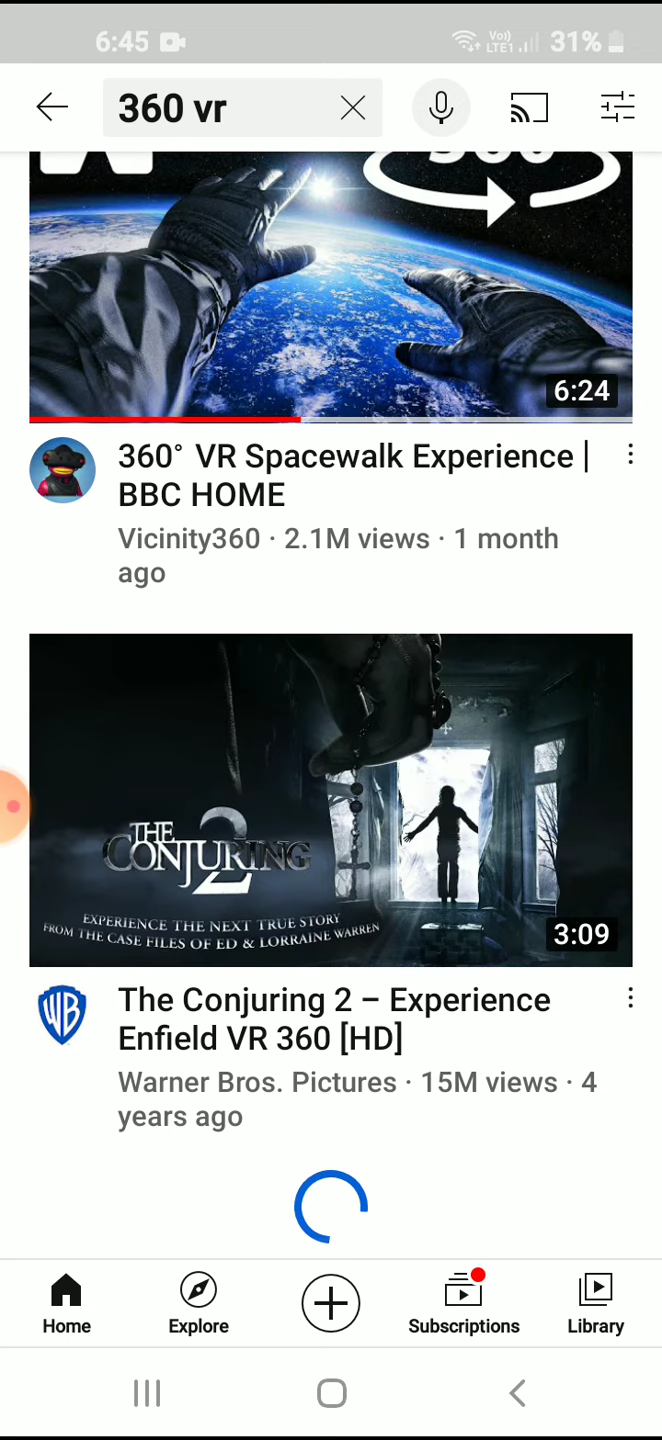 6:45
Vo))
LTE1
31%
360 vr
6:24
360° VR Spacewalk Experience |
BBC HOME
Vicinity360 · 2.1M views · 1 month
ago
THE
CONJURING
2
EXPERIENCE THE NEXT TRUE STORY
FROM THE CASE FILES OF ED & LORRAINE WARREN
3:09
WB
The Conjuring 2 – Experience
Enfield VR 360 [HD]
Warner Bros. Pictures · 15M views · 4
years ago
Home
Explore
Subscriptions
Library